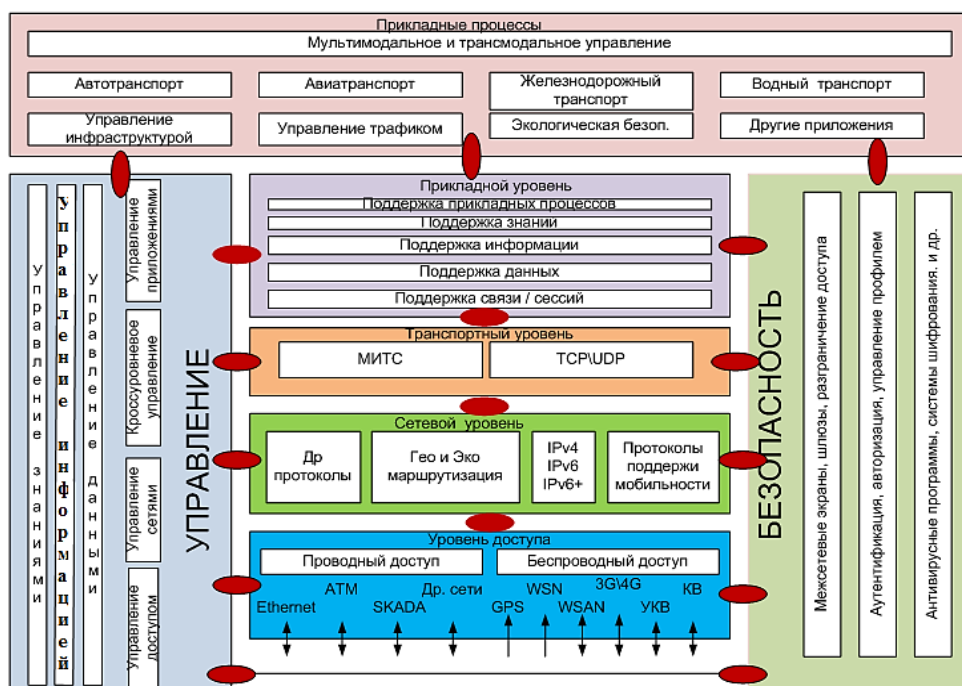 Прикладные процессы
Мультимодальное и трансмодальное управление
Автотранспорт
Авиатранспорт
Железнодорожный
транспорт
Водный транспорт
Управление
инфраструктурой
Управление трафиком
Экологическая безоп.
Другие приложения
Управление знаниями
Управление информацией
Управление данными
Управление
приложениями
Кроссуровневое
управление
Управление
сетями
Управление
доступом
УПРАВЛЕНИЕ
Прикладной уровень
Поддержка прикладных процессов
Поддержка знании
Поддержка информации
Поддержка данных
Поддержка связи / сессий
Транспортный уровень
МИТС
TCP\UDP
Сетевой уровень
Др
протоколы
Гео и Эко
маршрутизация
IPv4
IPv6
IPv6+
Протоколы
поддержи
мобильности
Уровень доступа
Проводный доступ
Беспроводный доступ
ATM
Др. сети
WSN
3G\4G
КВ
Ethernet
SKADA
GPS
WSAN
УКВ
БЕЗОПАСНОСТЬ
Межсетевые экраны, шлюзы, разграничение доступа
Аутентификация, авторизация, управление профилем
Антивирусные программы, системы шифрования. и др.